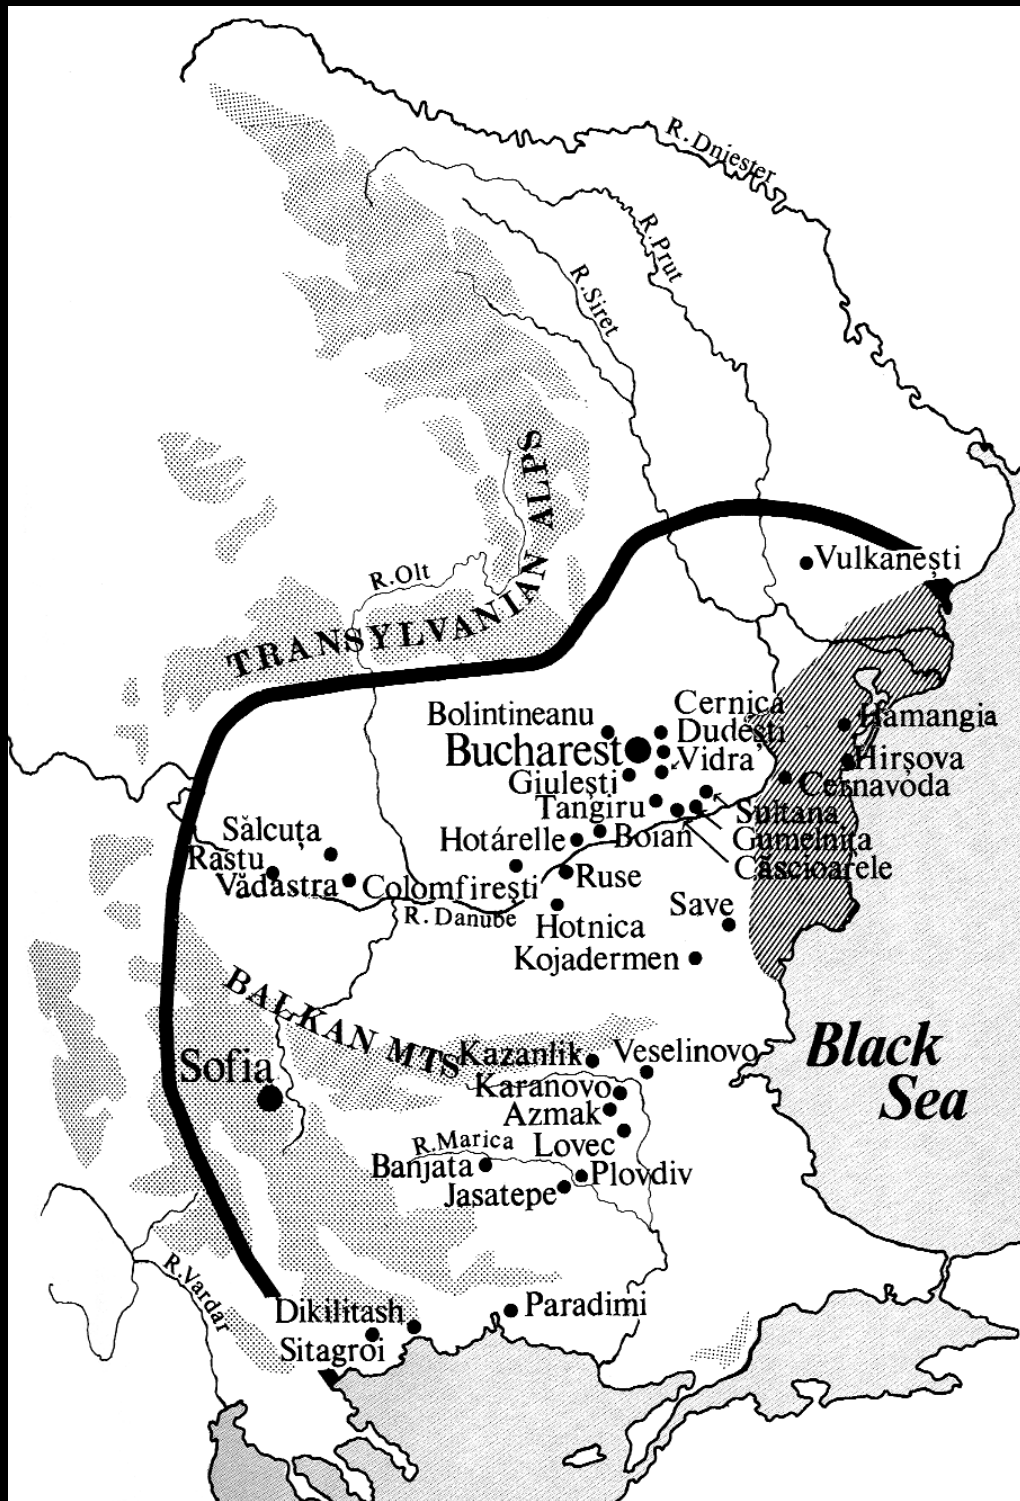 R. Dniester
R. Prut
R. Siret
TRANSYLVANIAN ALPS
R. Olt
Vulkanești
Cernica
Bolintineanu
Dudești
Hamangia
Bucharest
Vidra
Hirșova
Giulești
Cernavoda
Tangiru
Sultana
Sălcuța
Hotárelle
Boian
Gumelnița
Rastu
Căscioarele
Vădastra
Colomfirești
Ruse
R. Danube
Save
Hotnica
Kojadermen
BALKAN MTS
Black
Sea
Sofia
Kazanlik
Veselinovo
Karanovo
Azmak
R. Marica
Lovec
Banjata
Plovdiv
Jasatepe
R. Vardar
Dikilitash
Paradimi
Sitagroi